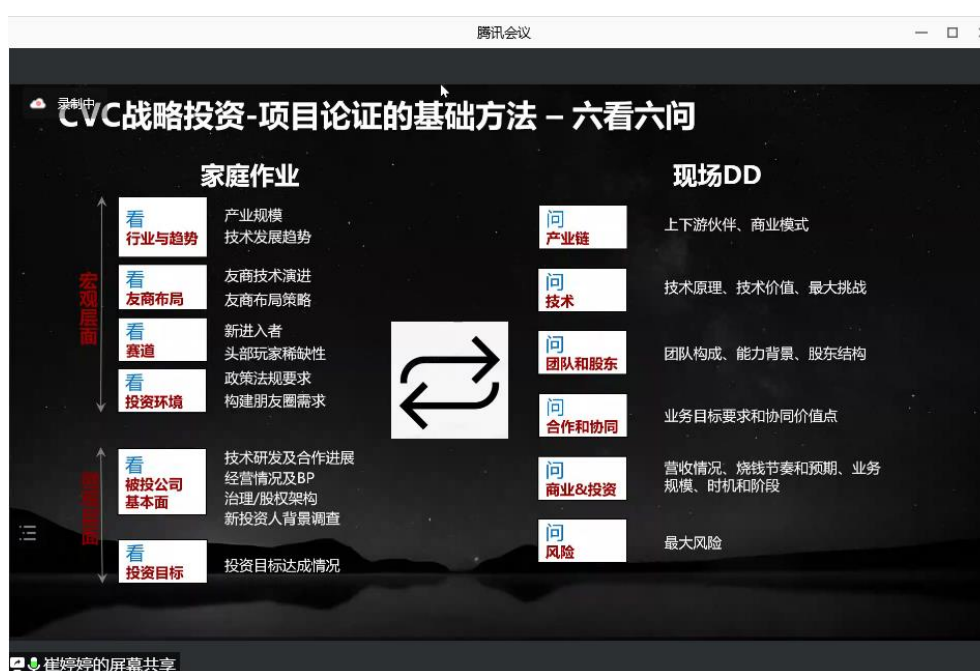 腾讯会议
录制中
CVC战略投资-项目论证的基础方法 – 六看六问
家庭作业
宏观层面
看
行业与趋势
产业规模
技术发展趋势
看
友商布局
友商技术演进
友商布局策略
看
赛道
新进入者
头部玩家稀缺性
看
投资环境
政策法规要求
构建朋友圈需求
看
被投公司
基本面
技术研发及合作进展
经营情况及BP
治理/股权架构
新投资人背景调查
看
投资目标
投资目标达成情况
现场DD
问
产业链
上下游伙伴、商业模式
问
技术
技术原理、技术价值、最大挑战
问
团队和股东
团队构成、能力背景、股东结构
问
合作和协同
业务目标要求和协同价值点
问
商业&投资
营收情况、烧钱节奏和预期、业务
规模、时机和阶段
问
风险
最大风险
崔婷婷的屏幕共享